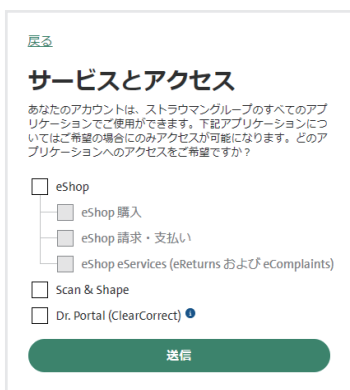 戻る
サービスとアクセス
あなたのアカウントは、ストラウマングループのすべてのアプ
リケーションでご使用ができます。下記アプリケーションにつ
いてはご希望の場合にのみアクセスが可能になります。どのア
プリケーションへのアクセスをご希望ですか？
eShop
eShop 購入
eShop 請求・支払い
eShop eServices (eReturns および eComplaints)
Scan & Shape
Dr. Portal (ClearCorrect)
送信